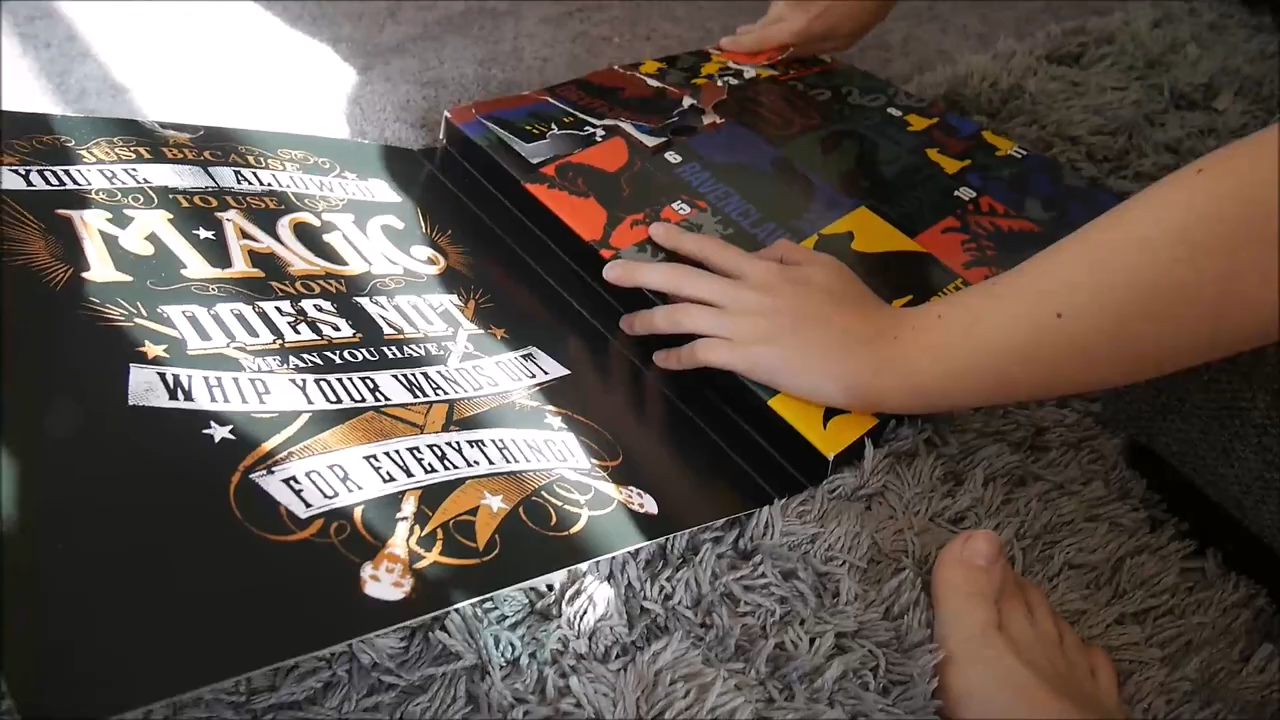 JUST BECAUSE
YOU'RE ALLOWED
TO USE
MAGIC
NOW
DOES NOT
MEAN YOU HAVE TO
WHIP YOUR WANDS OUT
FOR EVERYTHING!
8
11
6
RAVENCLAW
10
5